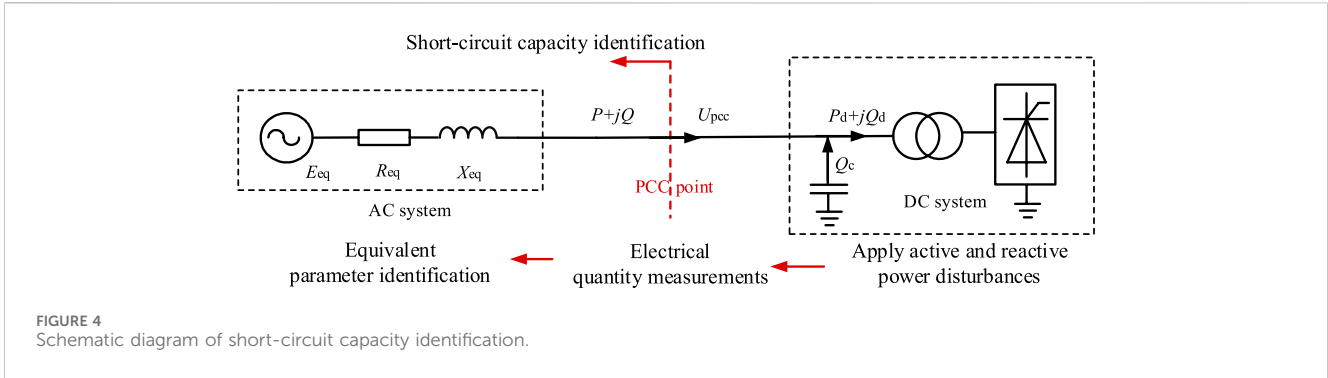 Short-circuit capacity identification
P+jQ
Upcc
Pd+jQd
Eeq
Req
Xeq
Qc
PCC point
AC system
DC system
Equivalent
parameter identification
Electrical
quantity measurements
Apply active and reactive
power disturbances
FIGURE 4
Schematic diagram of short-circuit capacity identification.